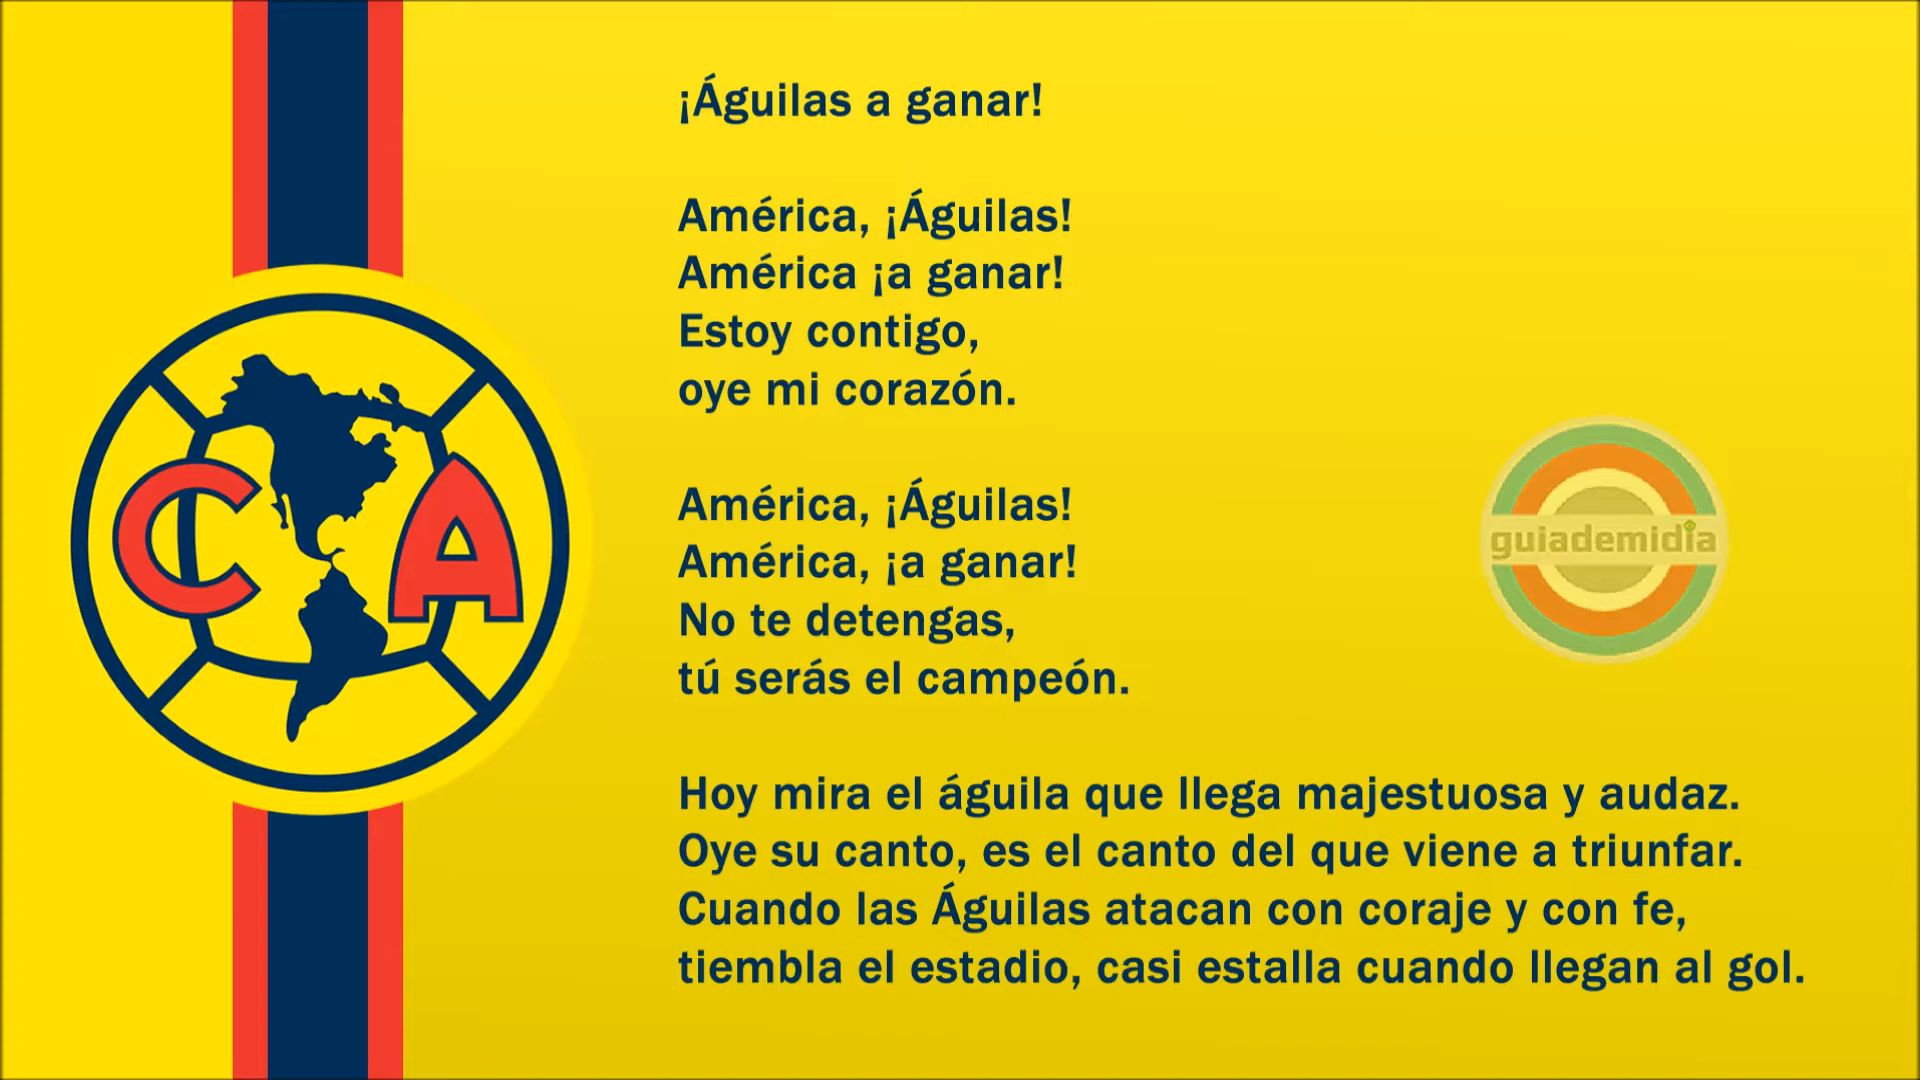 ¡Águilas a ganar!
América, ¡Águilas!
América ¡a ganar!
Estoy contigo,
oye mi corazón.
América, ¡Águilas!
América, ¡a ganar!
No te detengas,
tú serás el campeón.
Hoy mira el águila que llega majestuosa y audaz.
Oye su canto, es el canto del que viene a triunfar.
Cuando las Águilas atacan con coraje y con fe,
tiembla el estadio, casi estalla cuando llegan al gol.
CA
guiademidia